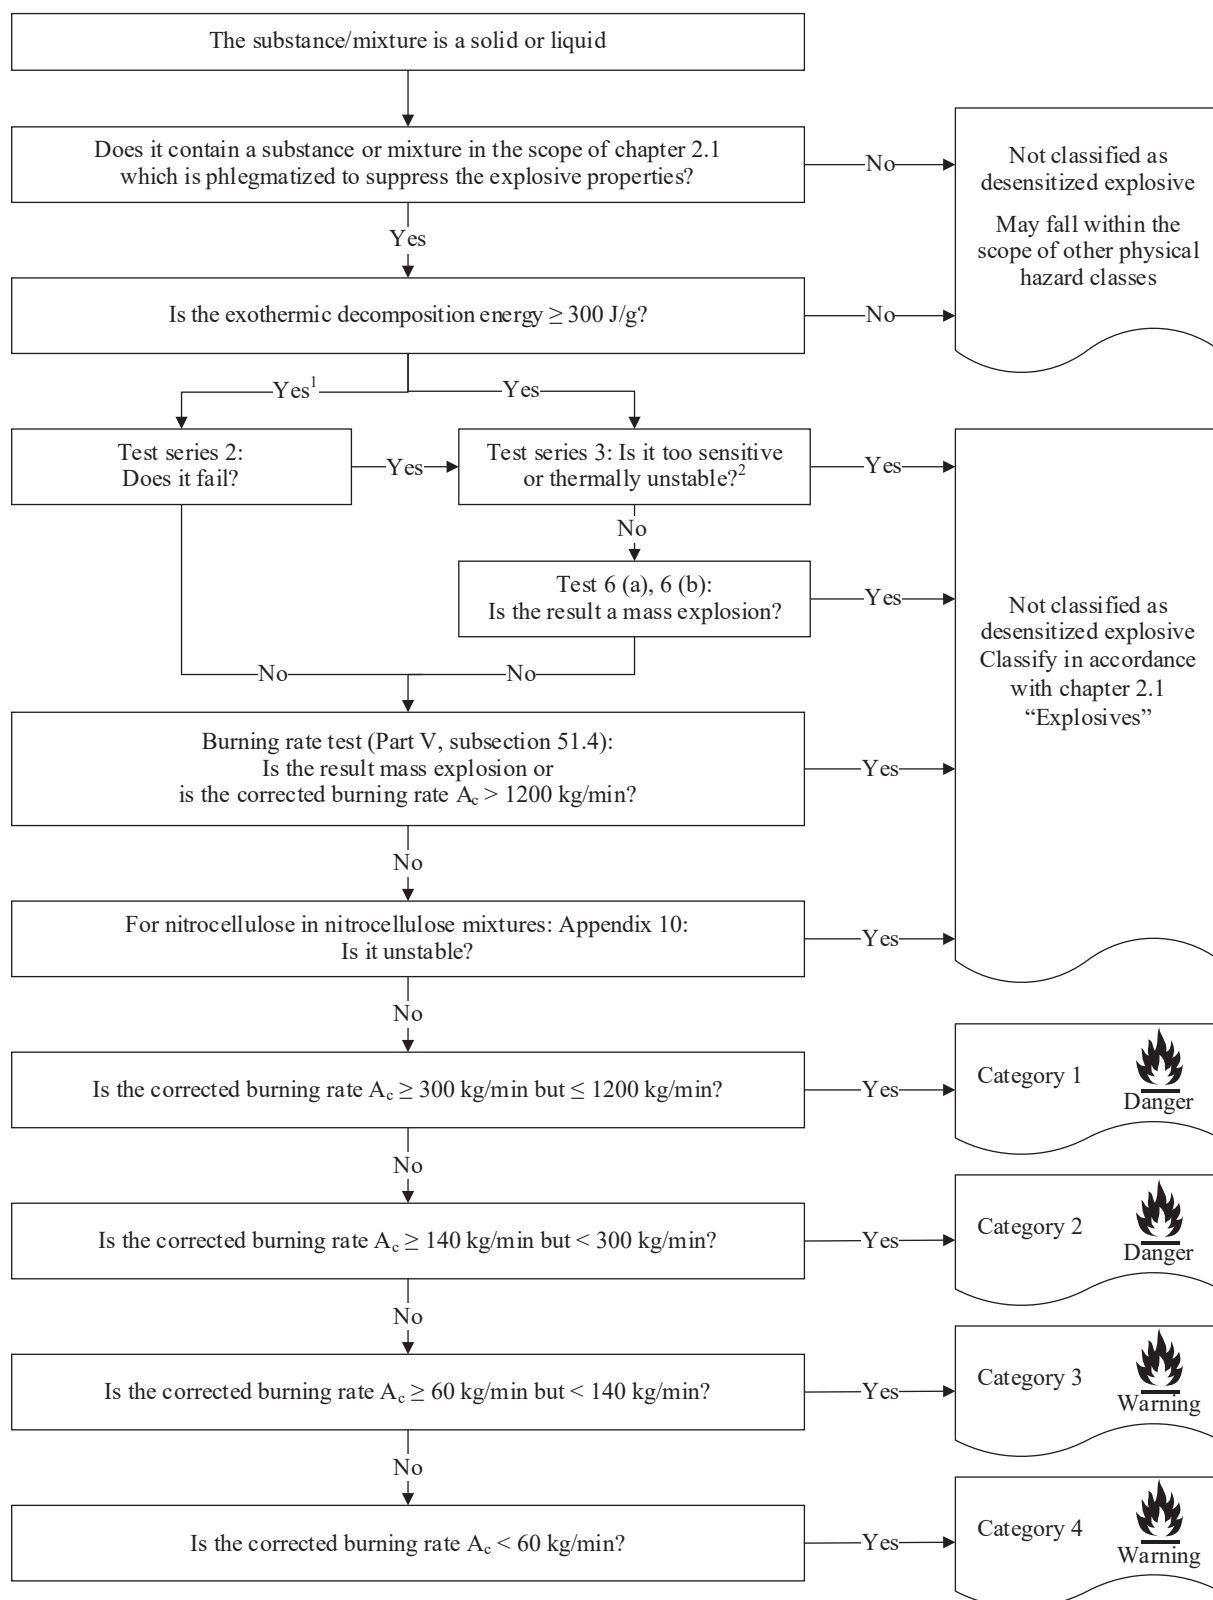 The substance/mixture is a solid or liquid
Does it contain a substance or mixture in the scope of chapter 2.1
which is phlegmatized to suppress the explosive properties?
No
Not classified as
desensitized explosive
May fall within the
scope of other physical
hazard classes
Yes
Is the exothermic decomposition energy ≥ 300 J/g?
No
Yes¹
Yes
Test series 2:
Does it fail?
Yes
Test series 3: Is it too sensitive
or thermally unstable?²
Yes
No
Test 6 (a), 6 (b):
Is the result a mass explosion?
Yes
Not classified as
desensitized explosive
Classify in accordance
with chapter 2.1
“Explosives”
No
No
Burning rate test (Part V, subsection 51.4):
Is the result mass explosion or
is the corrected burning rate Ac > 1200 kg/min?
Yes
No
For nitrocellulose in nitrocellulose mixtures: Appendix 10:
Is it unstable?
Yes
No
Is the corrected burning rate Ac ≥ 300 kg/min but ≤ 1200 kg/min?
Yes
Category 1
Danger
No
Is the corrected burning rate Ac ≥ 140 kg/min but < 300 kg/min?
Yes
Category 2
Danger
No
Is the corrected burning rate Ac ≥ 60 kg/min but < 140 kg/min?
Yes
Category 3
Warning
No
Is the corrected burning rate Ac < 60 kg/min?
Yes
Category 4
Warning